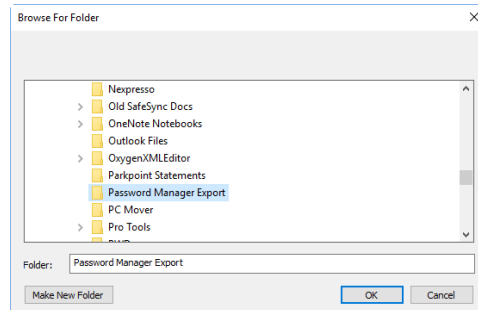 Browse For Folder
Nexpresso
Old SafeSync Docs
OneNote Notebooks
Outlook Files
OxygenXMLEditor
Parkpoint Statements
Password Manager Export
PC Mover
Pro Tools
Folder: Password Manager Export
Make New Folder OK Cancel